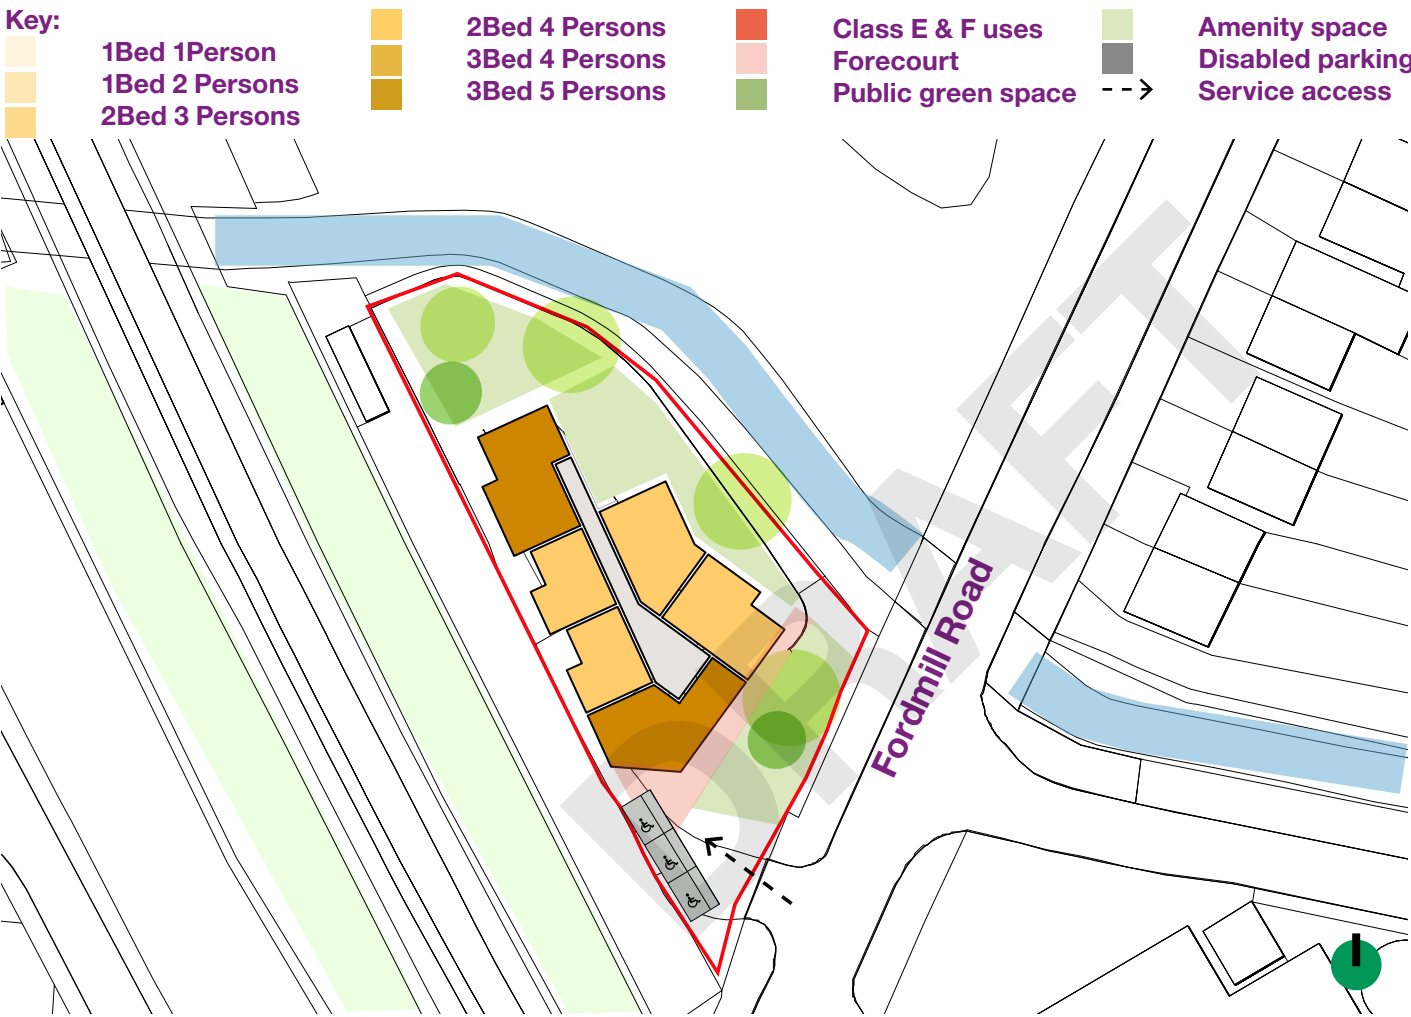 Key:
1Bed 1Person
1Bed 2 Persons
2Bed 3 Persons
2Bed 4 Persons
3Bed 4 Persons
3Bed 5 Persons
Class E & F uses
Forecourt
Public green space
Amenity space
Disabled parking
Service access
Fordmill Road
DRAFT